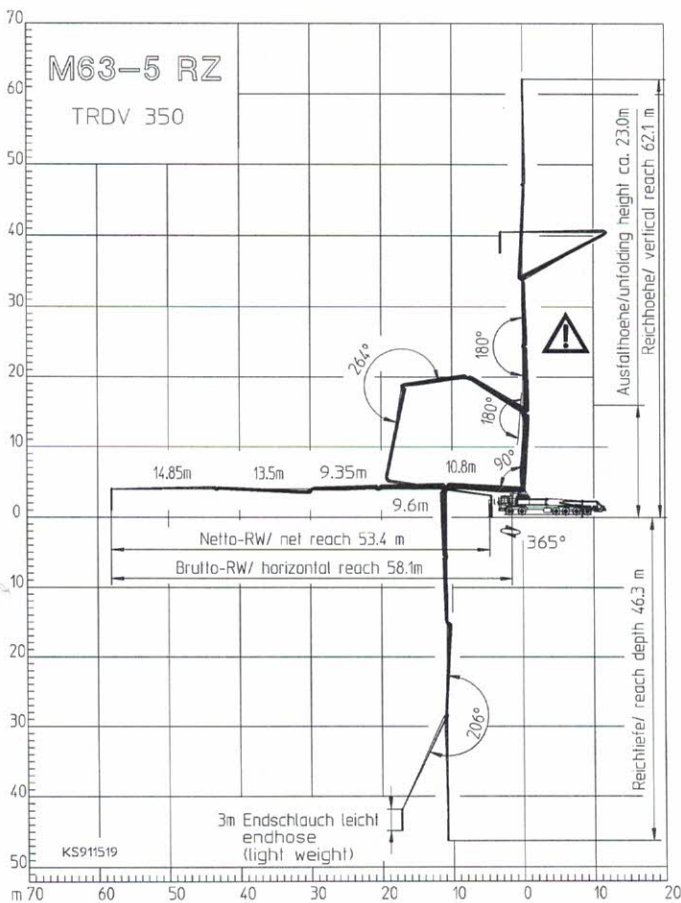 M63-5 RZ
TRDV 350
70
60
50
40
30
20
10
0
10
20
30
40
50
m 70 60 50 40 30 20 10 0 10 20
Ausfalthoehe/unfolding height ca. 23.0m
Reichhoehe/ vertical reach 62.1 m
264°
180°
180°
90°
14.85m 13.5m 9.35m 10.8m
9.6m
Netto-RW/ net reach 53.4 m
365°
Brutto-RW/ horizontal reach 58.1m
Reichtiefe/ reach depth 46.3 m
206°
3m Endschlauch leicht
endhose
(light weight)
KS911519